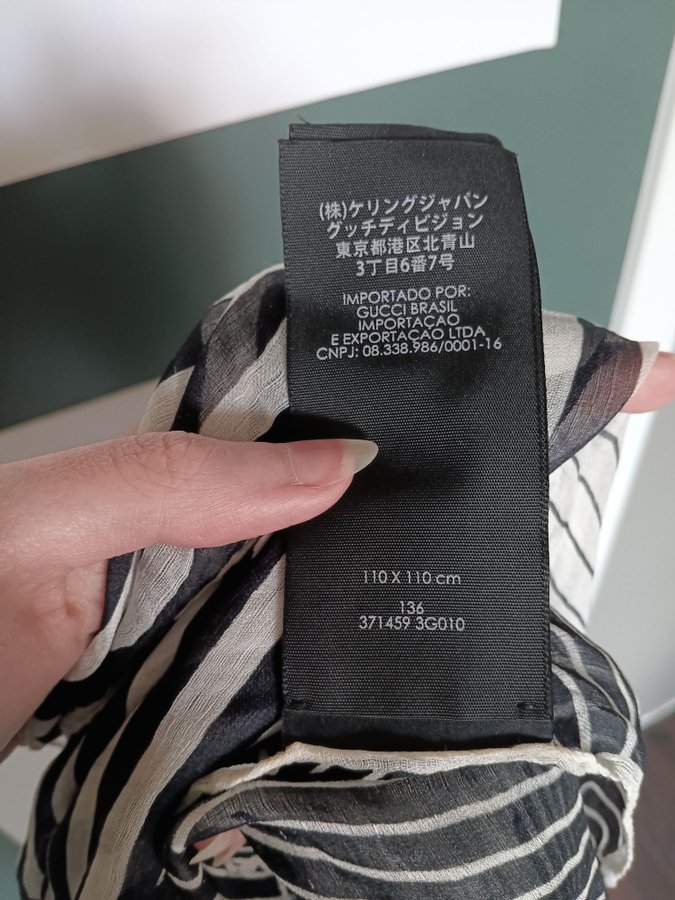 (株)ケリングジャパン
グッチディビジョン
東京都港区北青山
3丁目6番7号
IMPORTADO POR:
GUCCI BRASIL
IMPORTAÇAO
E EXPORTAÇAO LTDA
CNPJ: 08.338.986/0001-16
110 X 110 cm
136
371459 3G010